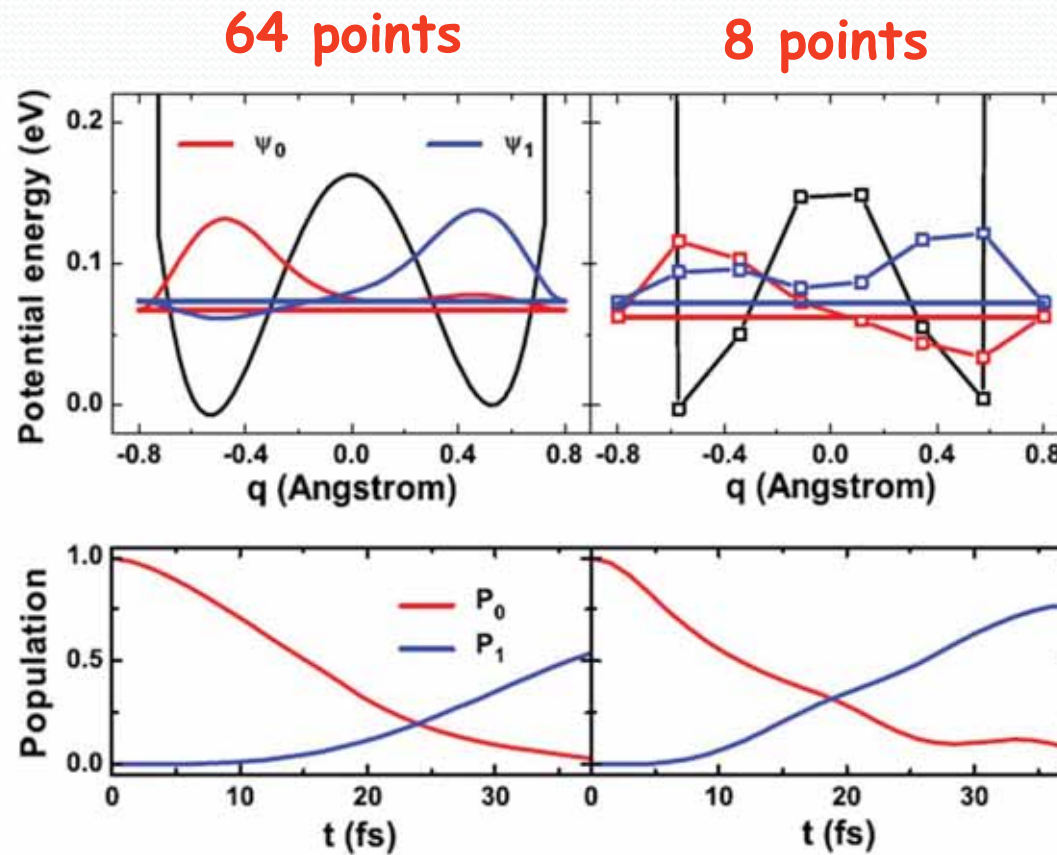 64 points
8 points
Potential energy (eV)
0.2
0.1
0.0
Ψ₀
Ψ₁
-0.8 -0.4 0.0 0.4 0.8
q (Angstrom)
-0.8 -0.4 0.0 0.4 0.8
q (Angstrom)
Population
1.0
0.5
0.0
P₀
P₁
0 10 20 30
t (fs)
0 10 20 30
t (fs)